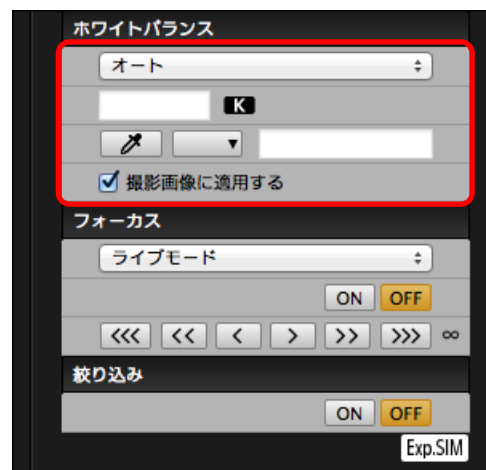 ホワイトバランス
オート
K
撮影画像に適用する
フォーカス
ライブモード
ON OFF
<<< << < > >> >>> ∞
絞り込み
ON OFF
Exp.SIM